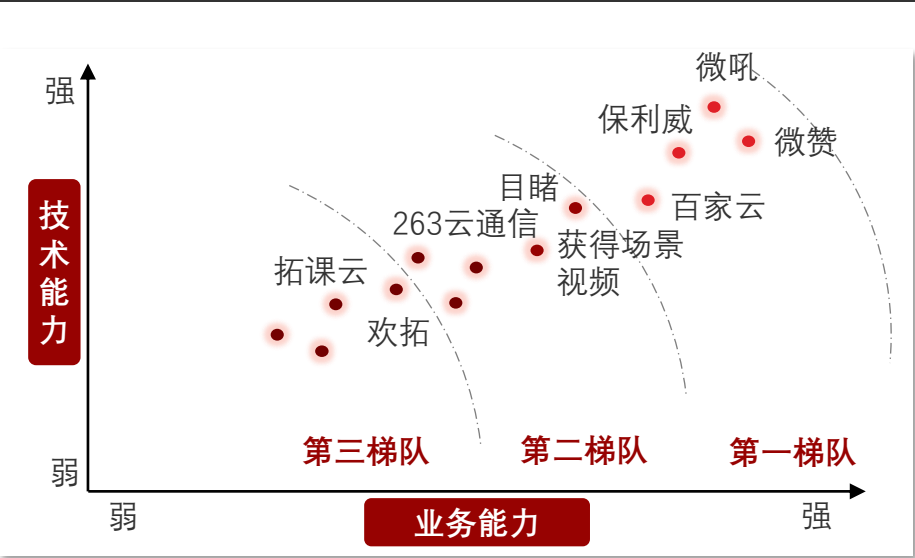 微吼
强
保利威
微赞
目睹
百家云
技术能力
263云通信
获得场景
视频
拓课云
欢拓
第三梯队
第二梯队
第一梯队
弱
弱
业务能力
强